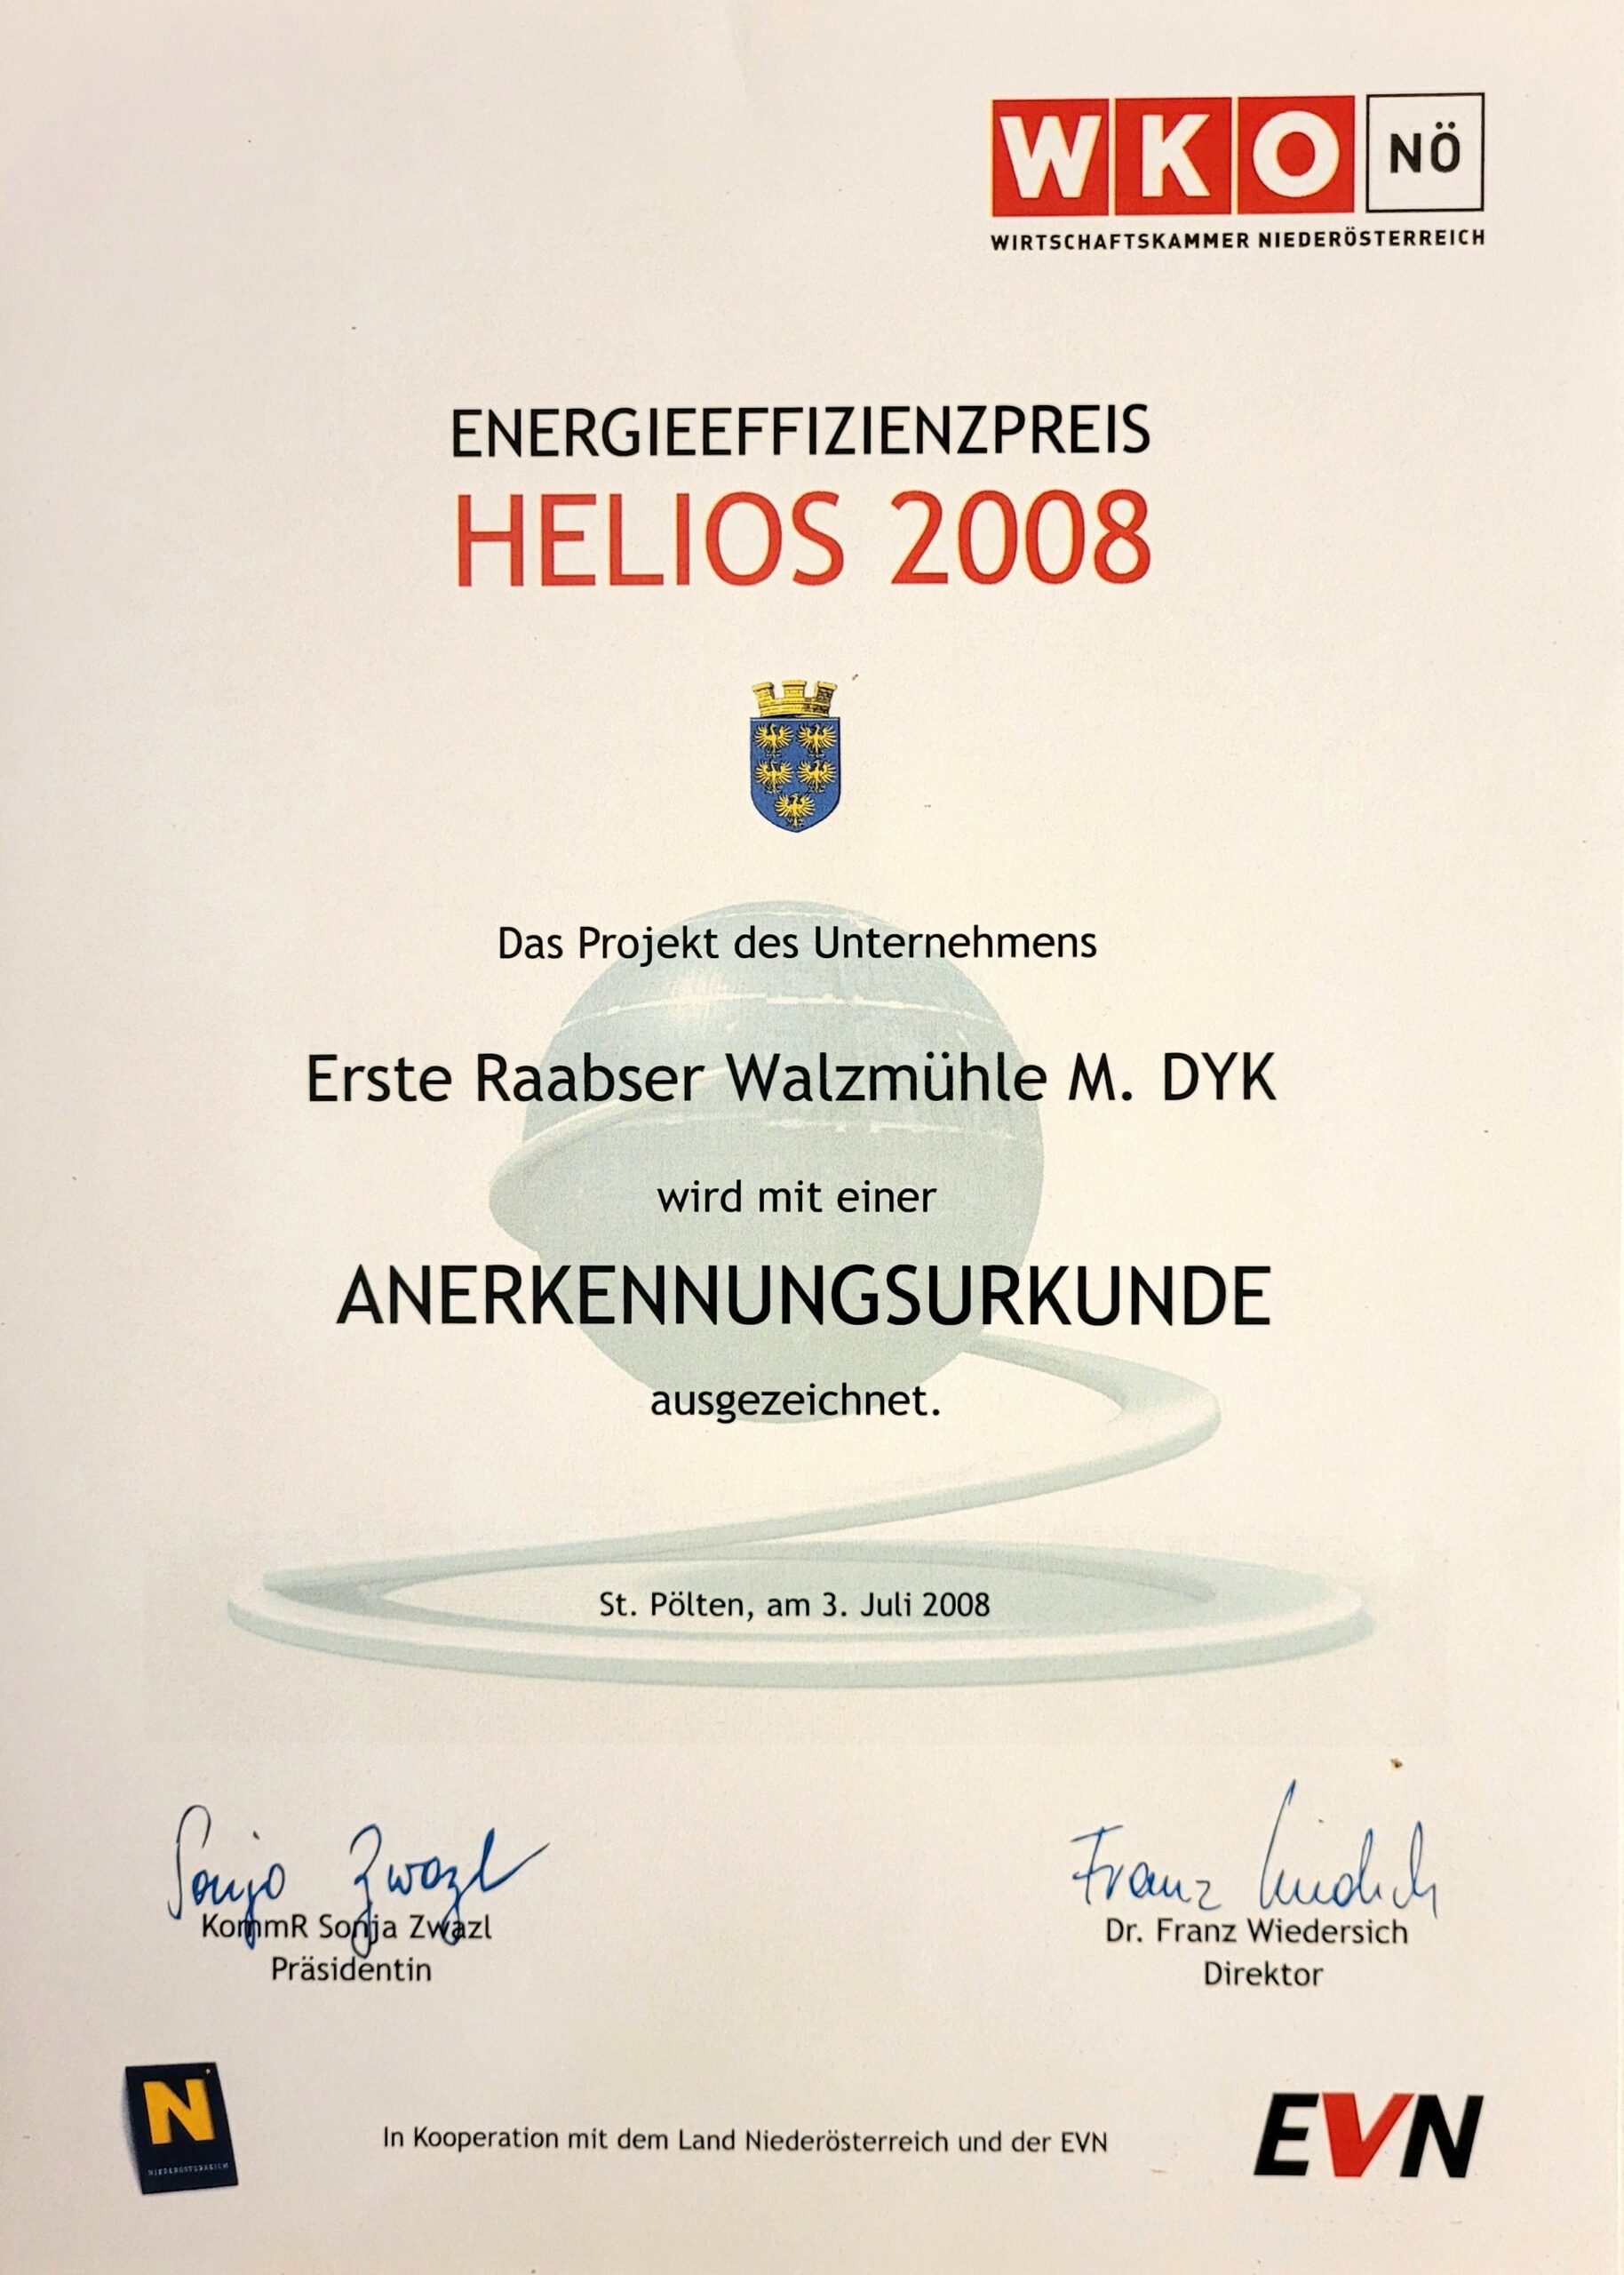 WKO NÖ
WIRTSCHAFTSKAMMER NIEDERÖSTERREICH
ENERGIEEFFIZIENZPREIS
HELIOS 2008
Das Projekt des Unternehmens
Erste Raabser Walzmühle M. DYK
wird mit einer
ANERKENNUNGSURKUNDE
ausgezeichnet.
St. Pölten, am 3. Juli 2008
Sonja Zwazl
Franz Wiedersich
KommR Sonja Zwazl
Präsidentin
Dr. Franz Wiedersich
Direktor
N
NIEDERÖSTERREICH
In Kooperation mit dem Land Niederösterreich und der EVN
EVN